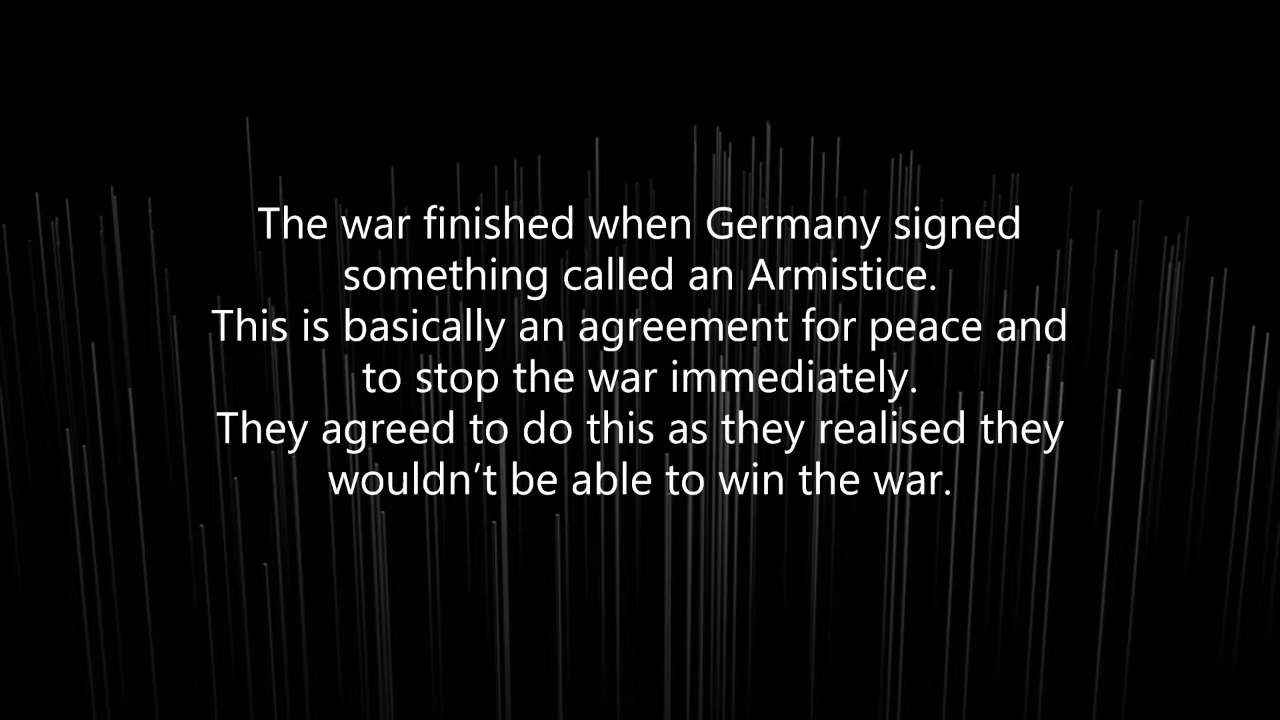 The war finished when Germany signed
something called an Armistice.
This is basically an agreement for peace and
to stop the war immediately.
They agreed to do this as they realised they
wouldn’t be able to win the war.